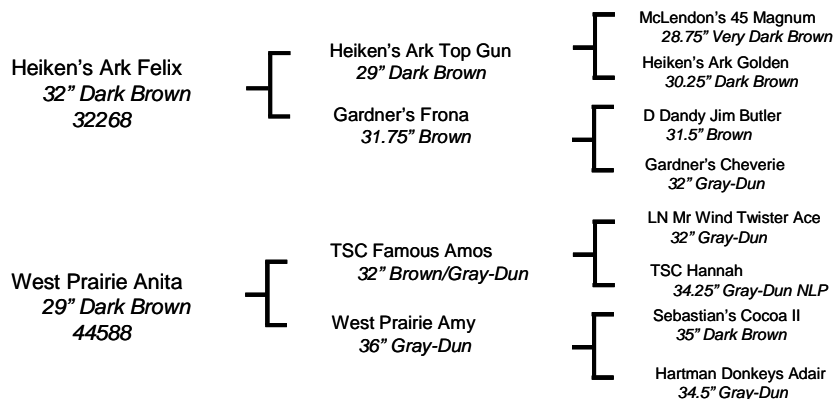 Heiken's Ark Felix
32" Dark Brown
32268
Heiken's Ark Top Gun
29" Dark Brown
McLendon's 45 Magnum
28.75" Very Dark Brown
Heiken's Ark Golden
30.25" Dark Brown
Gardner's Frona
31.75" Brown
D Dandy Jim Butler
31.5" Brown
Gardner's Cheverie
32" Gray-Dun
West Prairie Anita
29" Dark Brown
44588
TSC Famous Amos
32" Brown/Gray-Dun
LN Mr Wind Twister Ace
32" Gray-Dun
TSC Hannah
34.25" Gray-Dun NLP
West Prairie Amy
36" Gray-Dun
Sebastian's Cocoa II
35" Dark Brown
Hartman Donkeys Adair
34.5" Gray-Dun